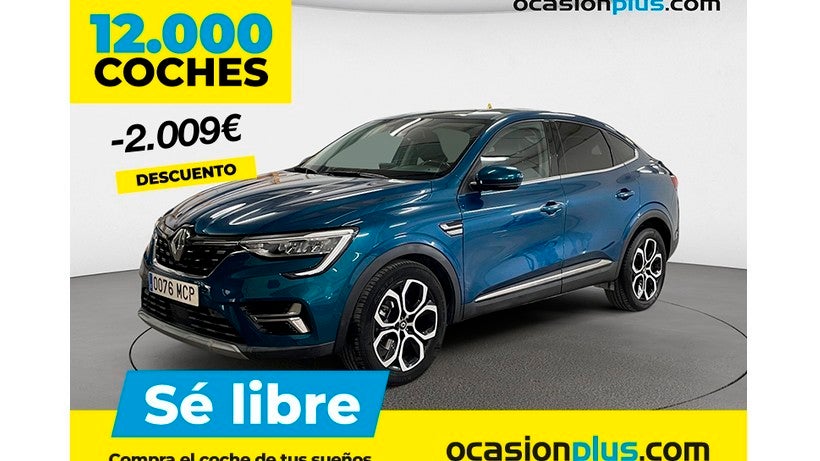 ocasionplus.com
12.000
COCHES
-2.009€
DESCUENTO
0076 MCP
Sé libre
Compra el coche de tus sueños
ocasionplus.com